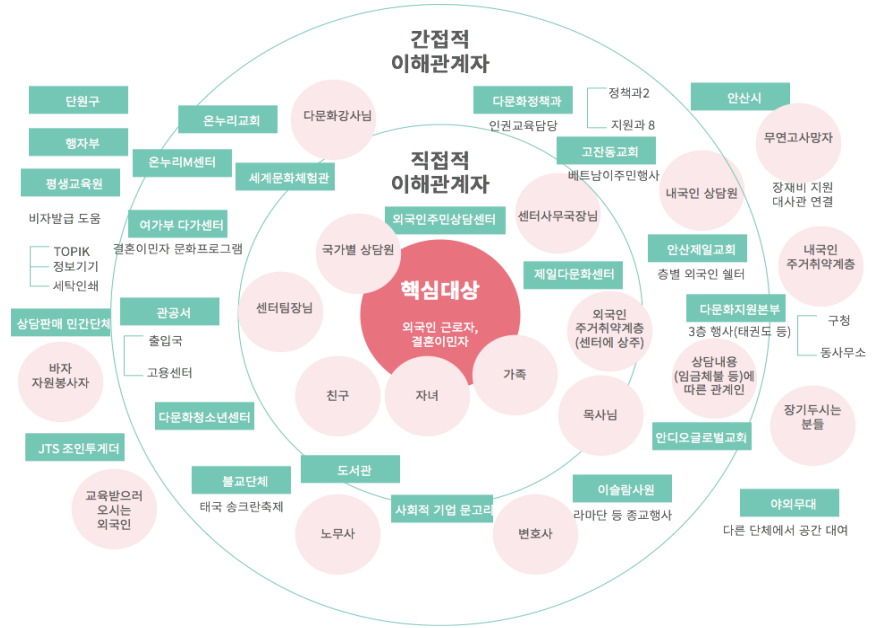 간접적
이해관계자
단원구
행자부
평생교육원
비자발급 도움
TOPIK
정보기기
세탁인쇄
상담판매 민간단체
바자
자원봉사자
JTS 조인투게더
교육받으러
오시는
외국인
온누리교회
온누리M센터
세계문화체험관
다문화강사님
여가부 다가센터
결혼이민자 문화프로그램
관공서
출입국
고용센터
다문화청소년센터
불교단체
태국 송크란축제
다문화정책과
인권교육담당
정책과2
지원과 8
고잔동교회
베트남이주민행사
직접적
이해관계자
외국인주민상담센터
센터사무국장님
국가별 상담원
센터팀장님
핵심대상
외국인 근로자,
결혼이민자
제일다문화센터
외국인
주거취약계층
(센터에 상주)
친구
자녀
가족
목사님
도서관
사회적 기업 문고리
노무사
변호사
이슬람사원
라마단 등 종교행사
안산시
무연고사망자
장재비 지원
대사관 연결
내국인 상담원
안산제일교회
층별 외국인 쉘터
내국인
주거취약계층
다문화지원본부
3층 행사(태권도 등)
구청
동사무소
상담내용
(임금체불 등)에
따른 관계인
장기두시는
분들
안디오글로벌교회
야외무대
다른 단체에서 공간 대여